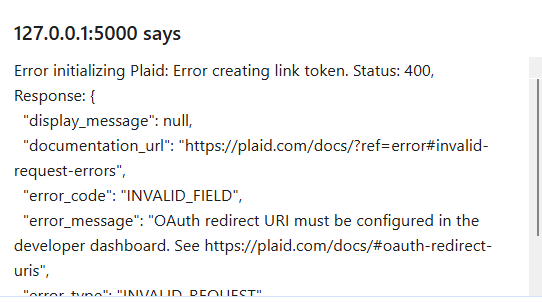 127.0.0.1:5000 says
Error initializing Plaid: Error creating link token. Status: 400,
Response: {
"display_message": null,
"documentation_url": "https://plaid.com/docs/?ref=error#invalid-
request-errors",
"error_code": "INVALID_FIELD",
"error_message": "OAuth redirect URI must be configured in the
developer dashboard. See https://plaid.com/docs/#oauth-redirect-
uris",
"error_type": "INVALID_REQUEST"